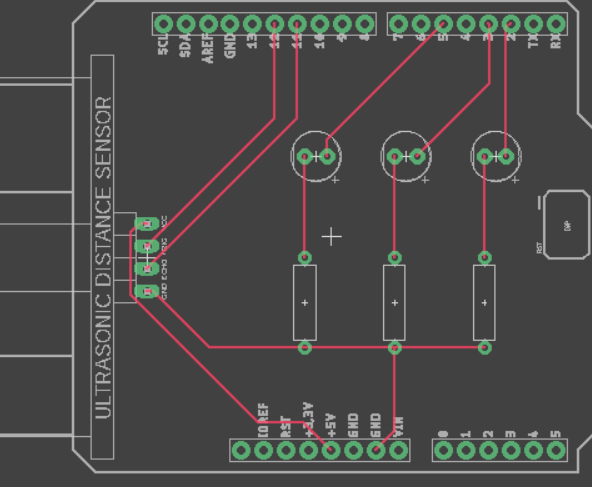 SCL
SDA
AREF
GND
13
12
11
10
9
8
7
6
5
4
3
2
TX
RX
ULTRASONIC DISTANCE SENSOR
VCC
TRIG
ECHO
GND
RST
IOREF
RST
+3,3V
+5V
GND
GND
VIN
0
1
2
3
4
5